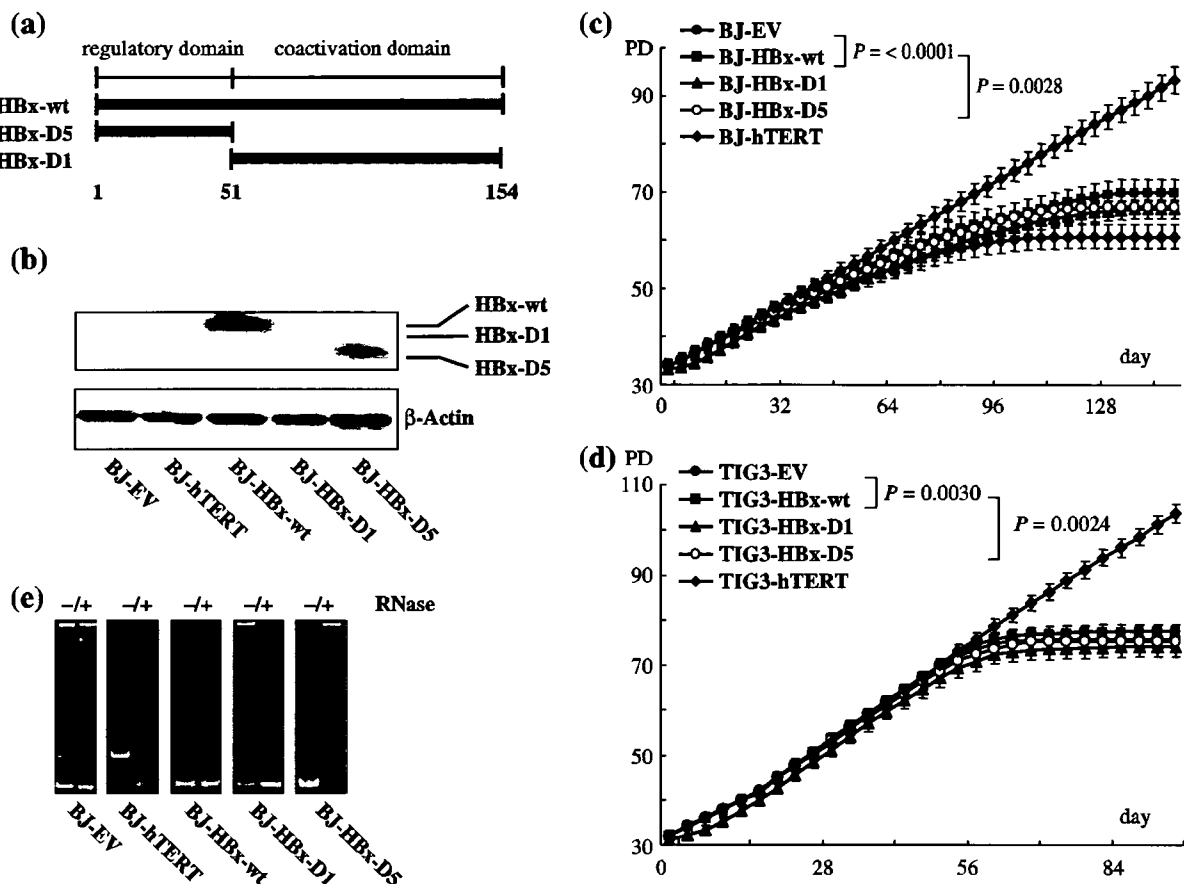 (a)
regulatory domain coactivation domain
HBx-wt
HBx-D5
HBx-D1
1 51 154
(b)
HBx-wt
HBx-D1
HBx-D5
β-Actin
BJ-EV
BJ-hTERT
BJ-HBx-wt
BJ-HBx-D1
BJ-HBx-D5
(e)
–/+ –/+ –/+ –/+ –/+ RNase
BJ-EV
BJ-hTERT
BJ-HBx-wt
BJ-HBx-D1
BJ-HBx-D5
(c)
PD
BJ-EV
BJ-HBx-wt
BJ-HBx-D1
BJ-HBx-D5
BJ-hTERT
P = < 0.0001
P = 0.0028
90
70
50
30
day
0 32 64 96 128
(d) PD
TIG3-EV
TIG3-HBx-wt
TIG3-HBx-D1
TIG3-HBx-D5
TIG3-hTERT
P = 0.0030
P = 0.0024
110
90
70
50
30
day
0 28 56 84